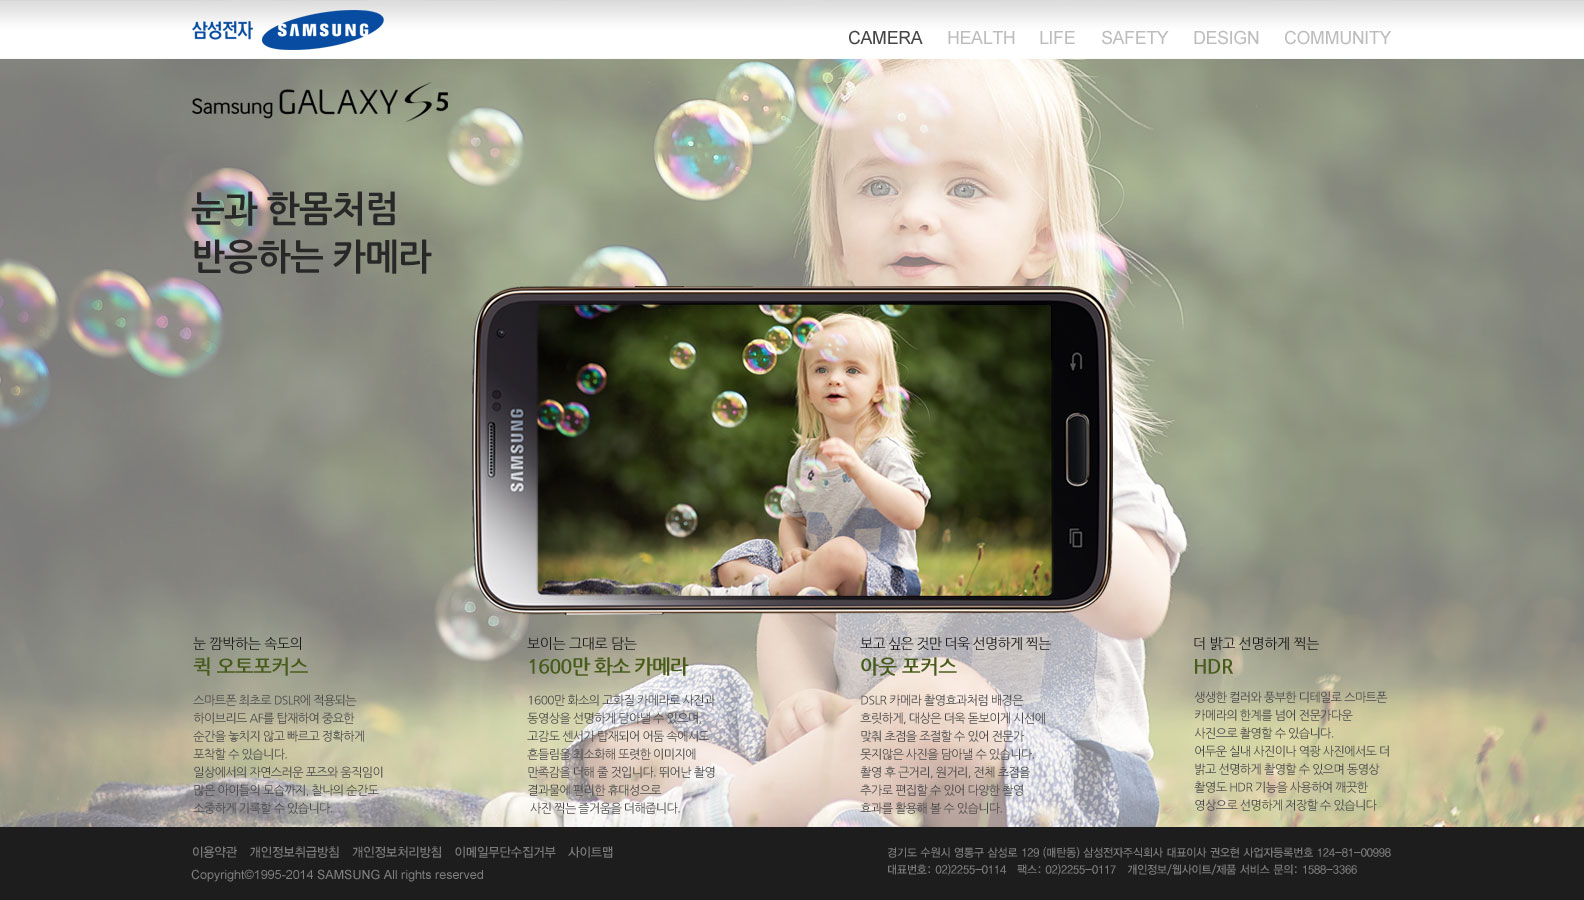 삼성전자 SAMSUNG
CAMERA HEALTH LIFE SAFETY DESIGN COMMUNITY
Samsung GALAXY S5
눈과 한몸처럼
반응하는 카메라
SAMSUNG
눈 깜박하는 속도의
퀵 오토포커스
스마트폰 최초로 DSLR에 적용되는
하이브리드 AF를 탑재하여 중요한
순간을 놓치지 않고 빠르고 정확하게
포착할 수 있습니다.
일상에서의 자연스러운 포즈와 움직임이
많은 아이들의 모습까지, 찰나의 순간도
소중하게 기록할 수 있습니다.
보이는 그대로 담는
1600만 화소 카메라
1600만 화소의 고화질 카메라로 사진과
동영상을 선명하게 담아낼 수 있으며,
고감도 센서가 탑재되어 어둠 속에서도
흔들림을 최소화해 또렷한 이미지에
만족감을 더해 줄 것입니다. 뛰어난 촬영
결과물에 편리한 휴대성으로
사진 찍는 즐거움을 더해줍니다.
보고 싶은 것만 더욱 선명하게 찍는
아웃 포커스
DSLR 카메라 촬영효과처럼 배경은
흐릿하게, 대상은 더욱 돋보이게 시선에
맞춰 초점을 조절할 수 있어 전문가
못지않은 사진을 담아낼 수 있습니다.
촬영 후 근거리, 원거리, 전체 초점을
추가로 편집할 수 있어 다양한 촬영
효과를 활용해 볼 수 있습니다.
더 밝고 선명하게 찍는
HDR
생생한 컬러와 풍부한 디테일로 스마트폰
카메라의 한계를 넘어 전문가다운
사진으로 촬영할 수 있습니다.
어두운 실내 사진이나 역광 사진에서도 더
밝고 선명하게 촬영할 수 있으며 동영상
촬영도 HDR 기능을 사용하여 깨끗한
영상으로 선명하게 저장할 수 있습니다
이용약관 개인정보취급방침 개인정보처리방침 이메일무단수집거부 사이트맵
Copyright©1995-2014 SAMSUNG All rights reserved
경기도 수원시 영통구 삼성로 129 (매탄동) 삼성전자주식회사 대표이사 권오현 사업자등록번호 124-81-00998
대표번호: 02)2255-0114 팩스: 02)2255-0117 개인정보/웹사이트/제품 서비스 문의: 1588-3366